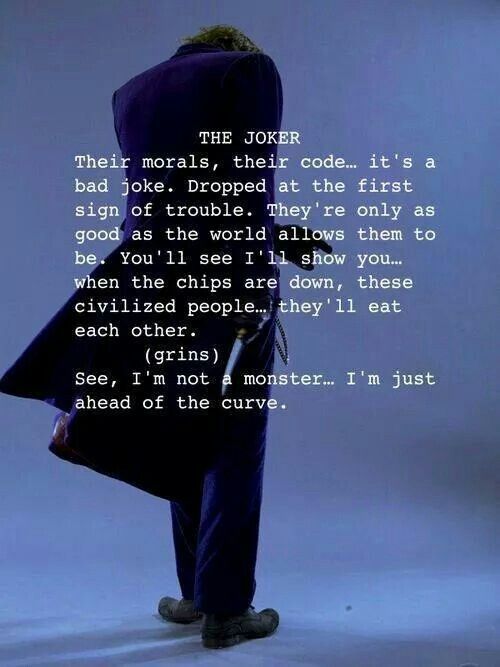 THE JOKER
Their morals, their code… it's a
bad joke. Dropped at the first
sign of trouble. They're only as
good as the world allows them to
be. You'll see I'll show you…
when the chips are down, these
civilized people… they'll eat
each other.
(grins)
See, I'm not a monster… I'm just
ahead of the curve.